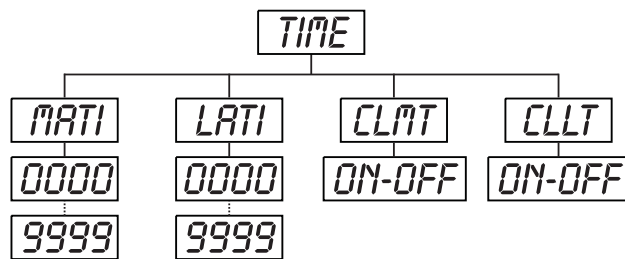 TIME
MATI LATI CLMT CLLT
0000 0000 ON-OFF ON-OFF
9999 9999